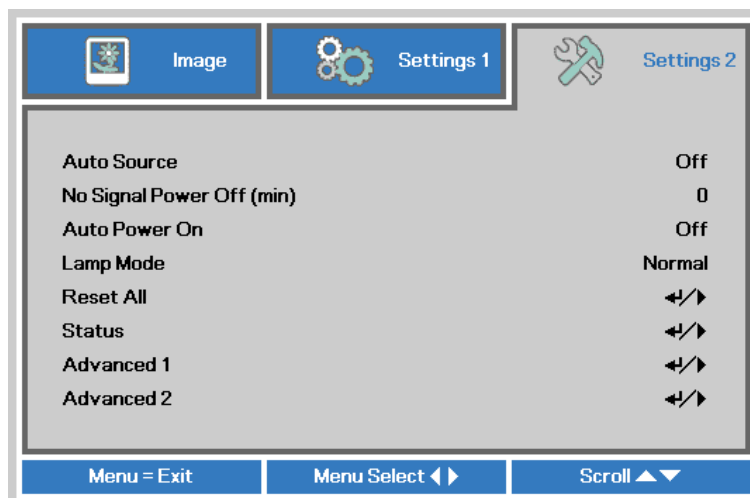 Image Settings 1 Settings 2
Auto Source Off
No Signal Power Off (min) 0
Auto Power On Off
Lamp Mode Normal
Reset All ↵/▶
Status ↵/▶
Advanced 1 ↵/▶
Advanced 2 ↵/▶
Menu = Exit Menu Select ◀▶ Scroll ▲▼